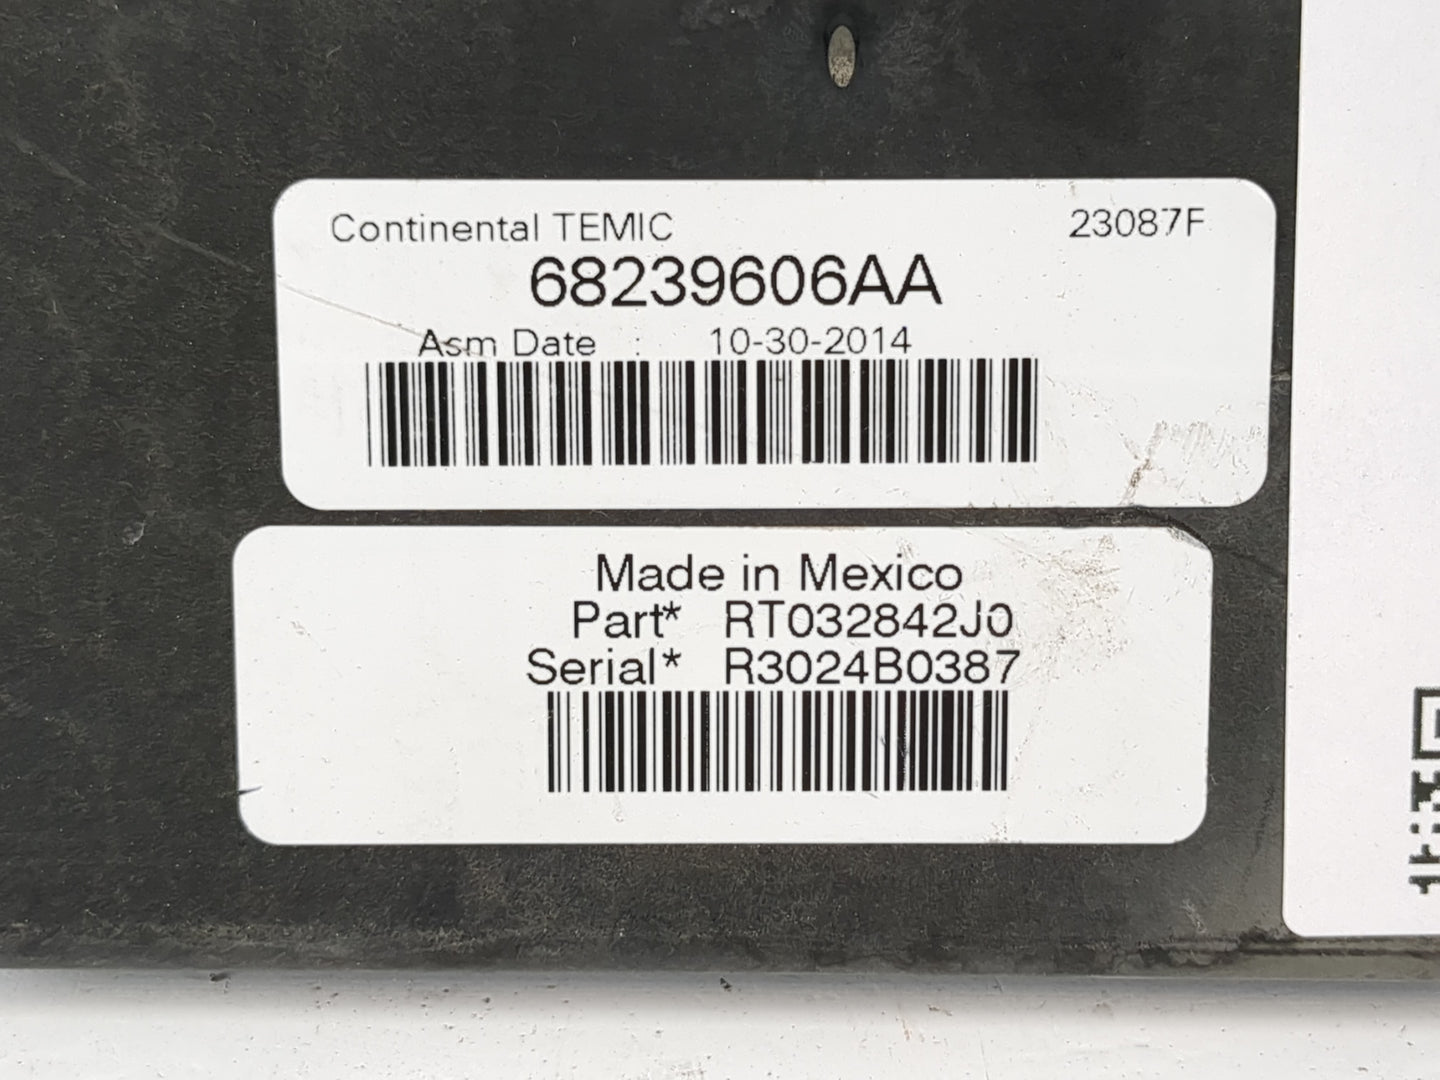 Continental TEMIC 23087F
68239606AA
Asm Date : 10-30-2014
Made in Mexico
Part* RT032842J0
Serial* R3024B0387